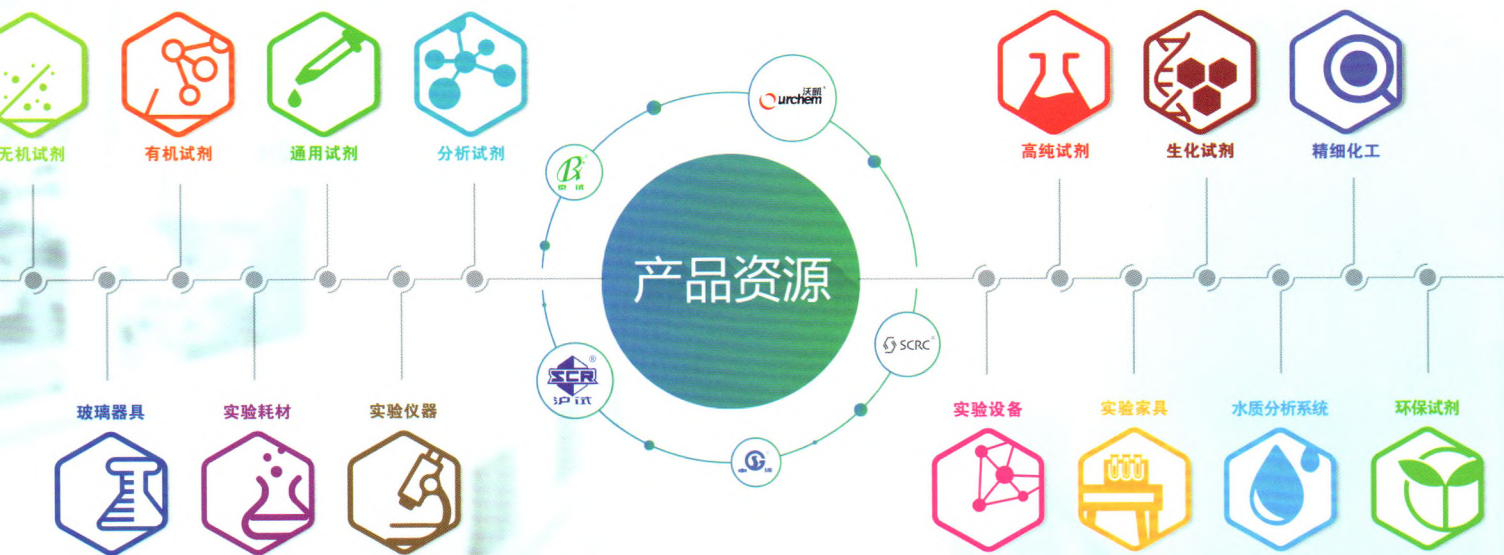 无机试剂
有机试剂
通用试剂
分析试剂
沃凯®
Ourchem
高纯试剂
生化试剂
精细化工
京试
产品资源
SCRC®
SCR®
沪试
玻璃器具
实验耗材
实验仪器
实验设备
实验家具
水质分析系统
环保试剂